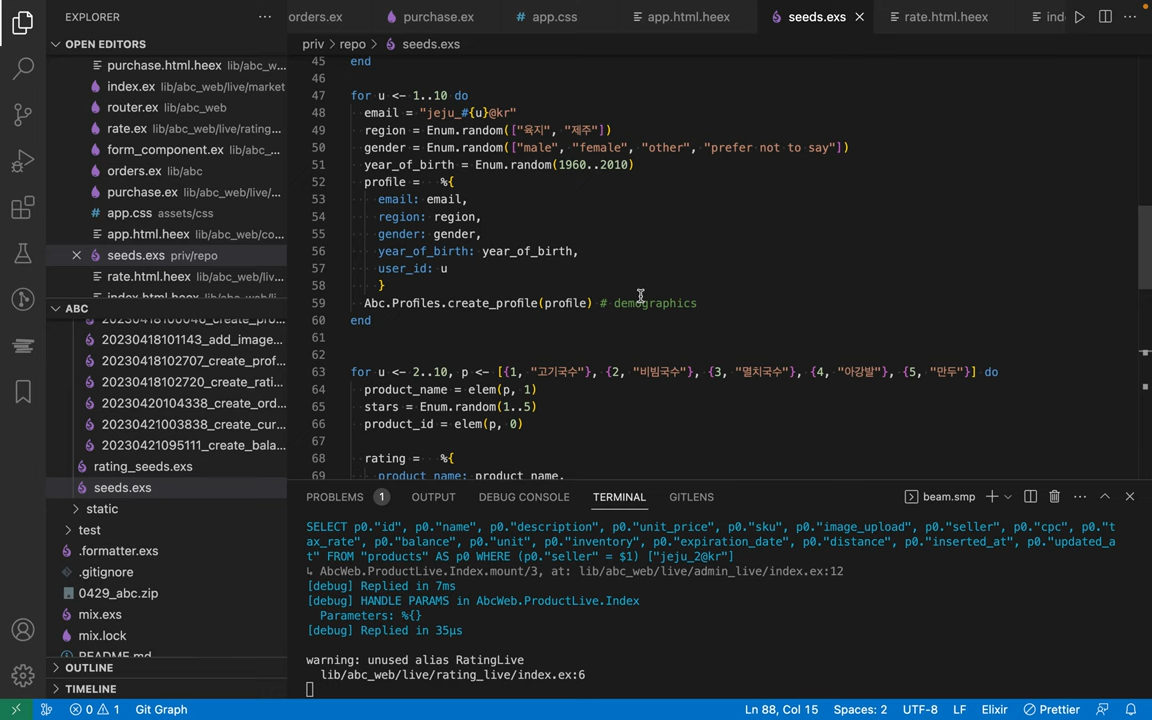 EXPLORER
orders.ex
purchase.ex
app.css
app.html.heex
seeds.exs
rate.html.heex
ind
OPEN EDITORS
priv > repo > seeds.exs
purchase.html.heex lib/abc_w...
index.ex lib/abc_web/live/market
router.ex lib/abc_web
rate.ex lib/abc_web/live/rating...
form_component.ex lib/abc_...
orders.ex lib/abc
purchase.ex lib/abc_web/live/...
app.css assets/css
app.html.heex lib/abc_web/co...
seeds.exs priv/repo
rate.html.heex lib/abc_web/liv...
ABC
20230418101143_add_image...
20230418102707_create_prof...
20230418102720_create_rati...
20230420104338_create_ord...
20230421003838_create_cur...
20230421095111_create_bala...
rating_seeds.exs
seeds.exs
static
test
.formatter.exs
.gitignore
0429_abc.zip
mix.exs
mix.lock
README.md
OUTLINE
TIMELINE
45 end
46
47 for u <- 1..10 do
48 email = "jeju_#{u}@kr"
49 region = Enum.random(["육지", "제주"])
50 gender = Enum.random(["male", "female", "other", "prefer not to say"])
51 year_of_birth = Enum.random(1960..2010)
52 profile = %{
53 email: email,
54 region: region,
55 gender: gender,
56 year_of_birth: year_of_birth,
57 user_id: u
58 }
59 Abc.Profiles.create_profile(profile) # demographics
60 end
61
62
63 for u <- 2..10, p <- [{1, "고기국수"}, {2, "비빔국수"}, {3, "멸치국수"}, {4, "아강발"}, {5, "만두"}] do
64 product_name = elem(p, 1)
65 stars = Enum.random(1..5)
66 product_id = elem(p, 0)
67
68 rating = %{
69 product_name: product_name,
PROBLEMS 1 OUTPUT DEBUG CONSOLE TERMINAL GITLENS
beam.smp
SELECT p0."id", p0."name", p0."description", p0."unit_price", p0."sku", p0."image_upload", p0."seller", p0."cpc", p0."t
ax_rate", p0."balance", p0."unit", p0."inventory", p0."expiration_date", p0."distance", p0."inserted_at", p0."updated_a
t" FROM "products" AS p0 WHERE (p0."seller" = $1) ["jeju_2@kr"]
↳ AbcWeb.ProductLive.Index.mount/3, at: lib/abc_web/live/admin_live/index.ex:12
[debug] Replied in 7ms
[debug] HANDLE PARAMS in AbcWeb.ProductLive.Index
Parameters: %{}
[debug] Replied in 35µs
warning: unused alias RatingLive
lib/abc_web/live/rating_live/index.ex:6
0 1 Git Graph
Ln 88, Col 15 Spaces: 2 UTF-8 LF Elixir Prettier